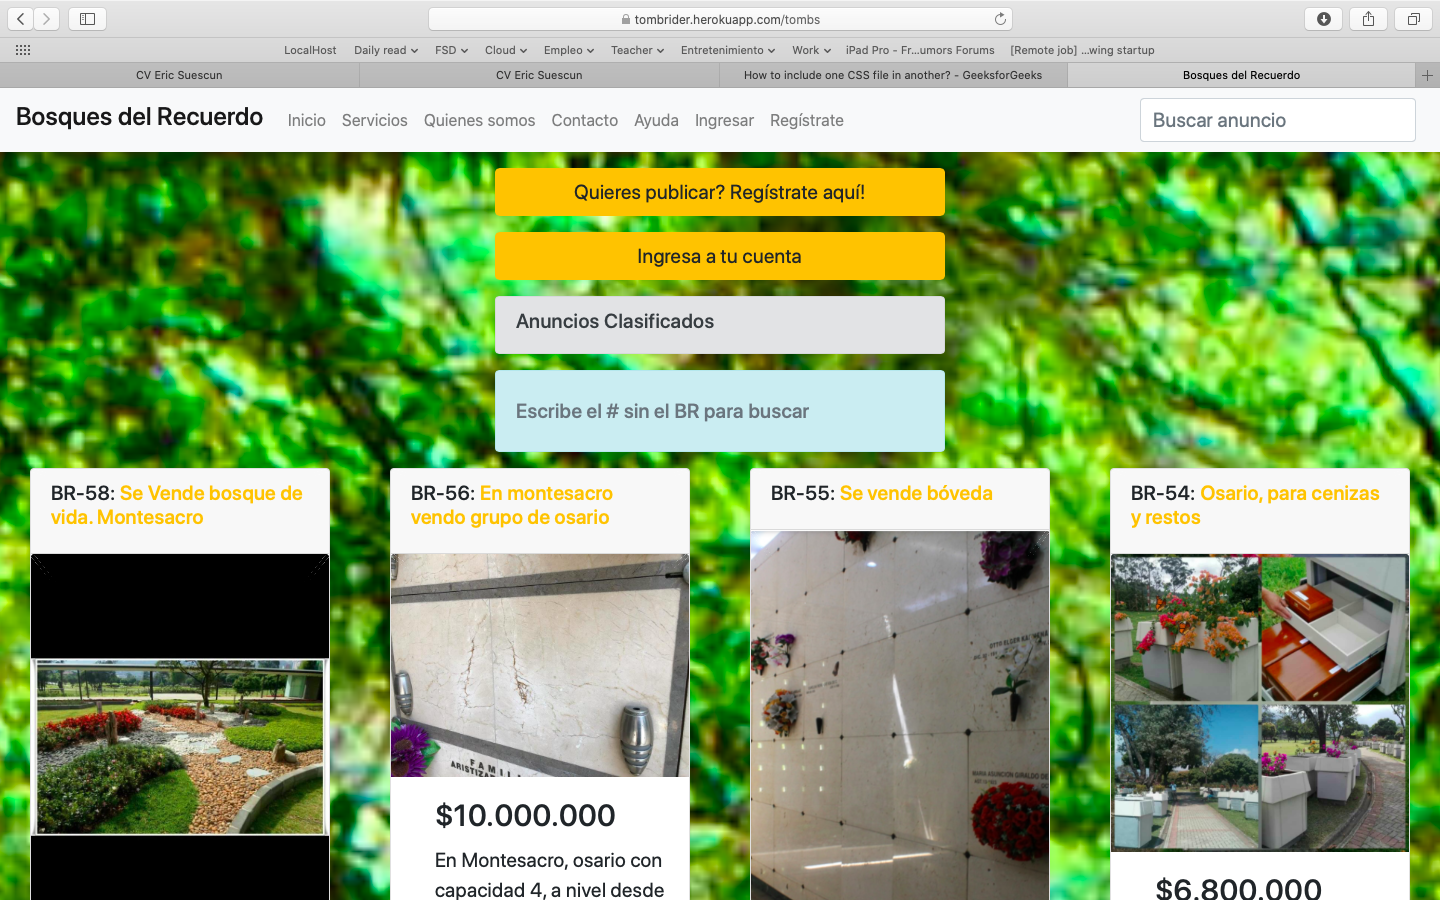 tombrider.herokuapp.com/tombs
LocalHost Daily read FSD Cloud Empleo Teacher Entretenimiento Work iPad Pro - Fr...umors Forums [Remote job] ...wing startup
CV Eric Suescun CV Eric Suescun How to include one CSS file in another? - GeeksforGeeks Bosques del Recuerdo
Bosques del Recuerdo Inicio Servicios Quienes somos Contacto Ayuda Ingresar Regístrate Buscar anuncio
Quieres publicar? Regístrate aquí!
Ingresa a tu cuenta
Anuncios Clasificados
Escribe el # sin el BR para buscar
BR-58: Se Vende bosque de
vida. Montesacro
BR-56: En montesacro
vendo grupo de osario
FAMIL
ARISTIZA
$10.000.000
En Montesacro, osario con
capacidad 4, a nivel desde
BR-55: Se vende bóveda
BR-54: Osario, para cenizas
y restos
$6.800.000